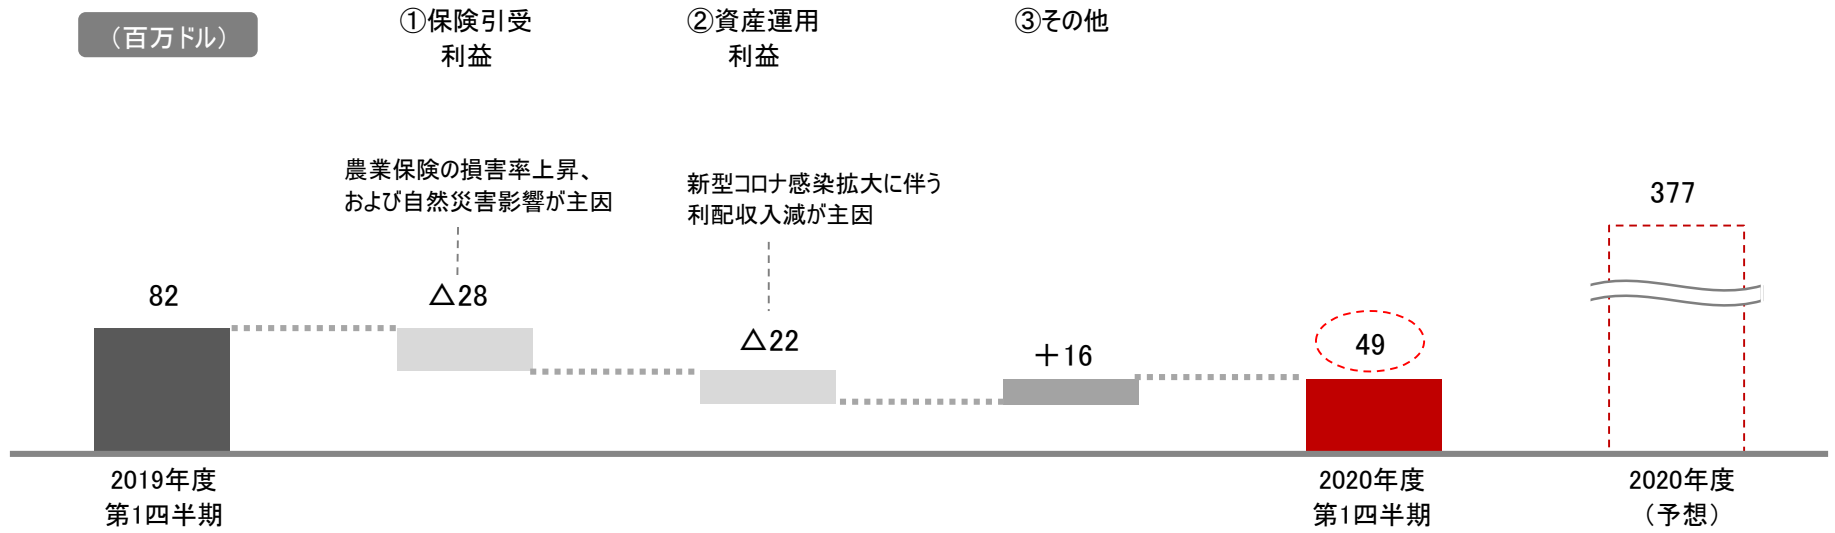 （百万ドル）
①保険引受
利益
②資産運用
利益
③その他
農業保険の損害率上昇、
および自然災害影響が主因
新型コロナ感染拡大に伴う
利配収入減が主因
82
△28
△22
＋16
49
377
2019年度
第1四半期
2020年度
第1四半期
2020年度
（予想）